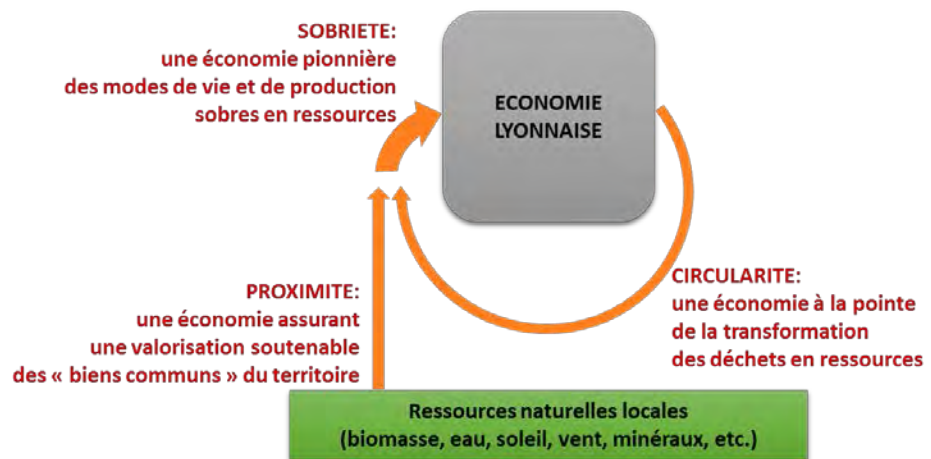 SOBRIETE:
une économie pionnière
des modes de vie et de production
sobres en ressources
ECONOMIE
LYONNAISE
PROXIMITE:
une économie assurant
une valorisation soutenable
des « biens communs » du territoire
CIRCULARITE:
une économie à la pointe
de la transformation
des déchets en ressources
Ressources naturelles locales
(biomasse, eau, soleil, vent, minéraux, etc.)